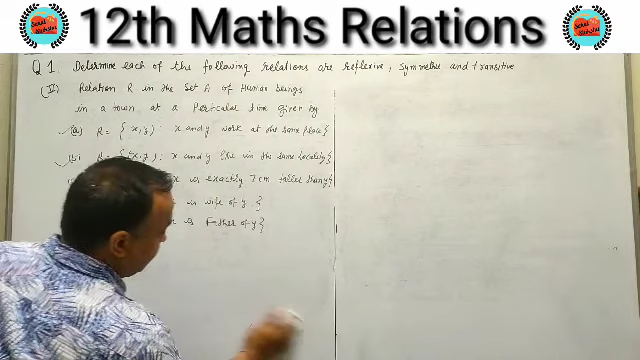 12th Maths Relations
Q1. Determine each of the following relations are reflexive, symmetric and transitive
(II) Relation R in the Set A of Human beings
in a town at a Particular time given by
(a) R = { x, y) : x and y work at the same place}
(b) R = { (x, y) : x and y live in the same locality}
x is exactly 7 cm taller than y}
is wife of y }
is Father of y}